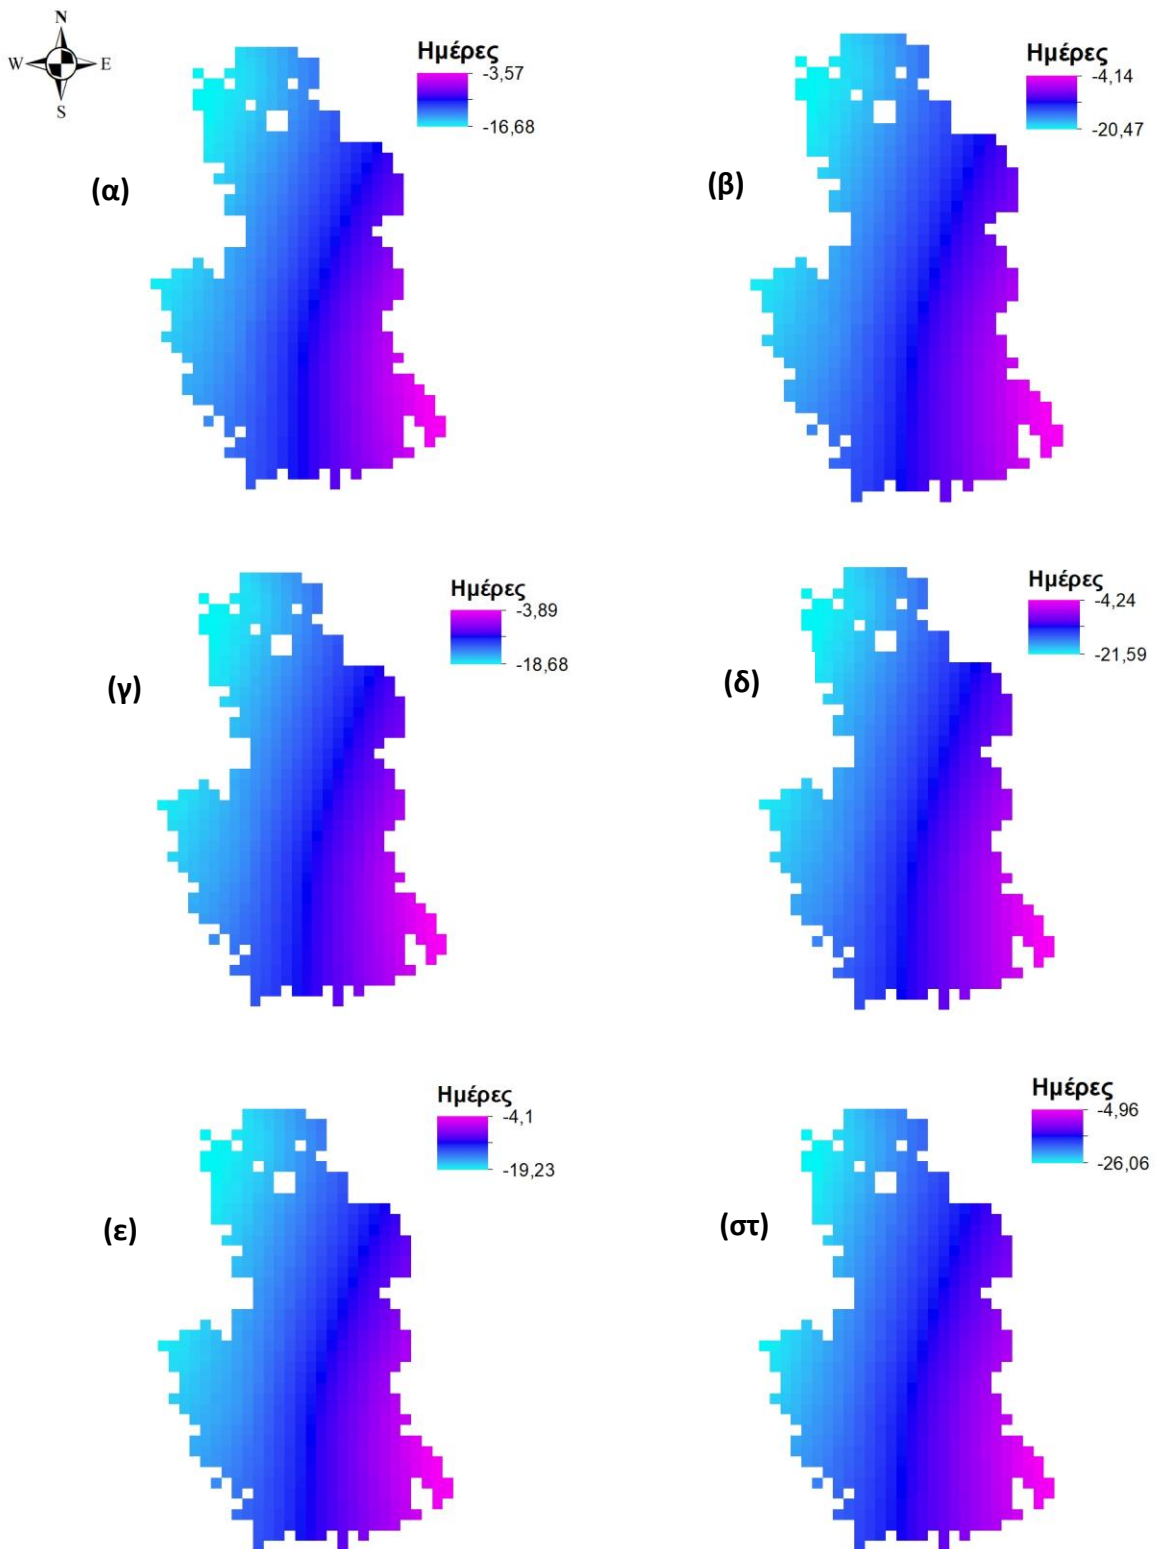 N
W E
S
Ημέρες
-3,57
-16,68
(α)
Ημέρες
-4,14
-20,47
(β)
Ημέρες
-3,89
-18,68
(γ)
Ημέρες
-4,24
-21,59
(δ)
Ημέρες
-4,1
-19,23
(ε)
Ημέρες
-4,96
-26,06
(στ)